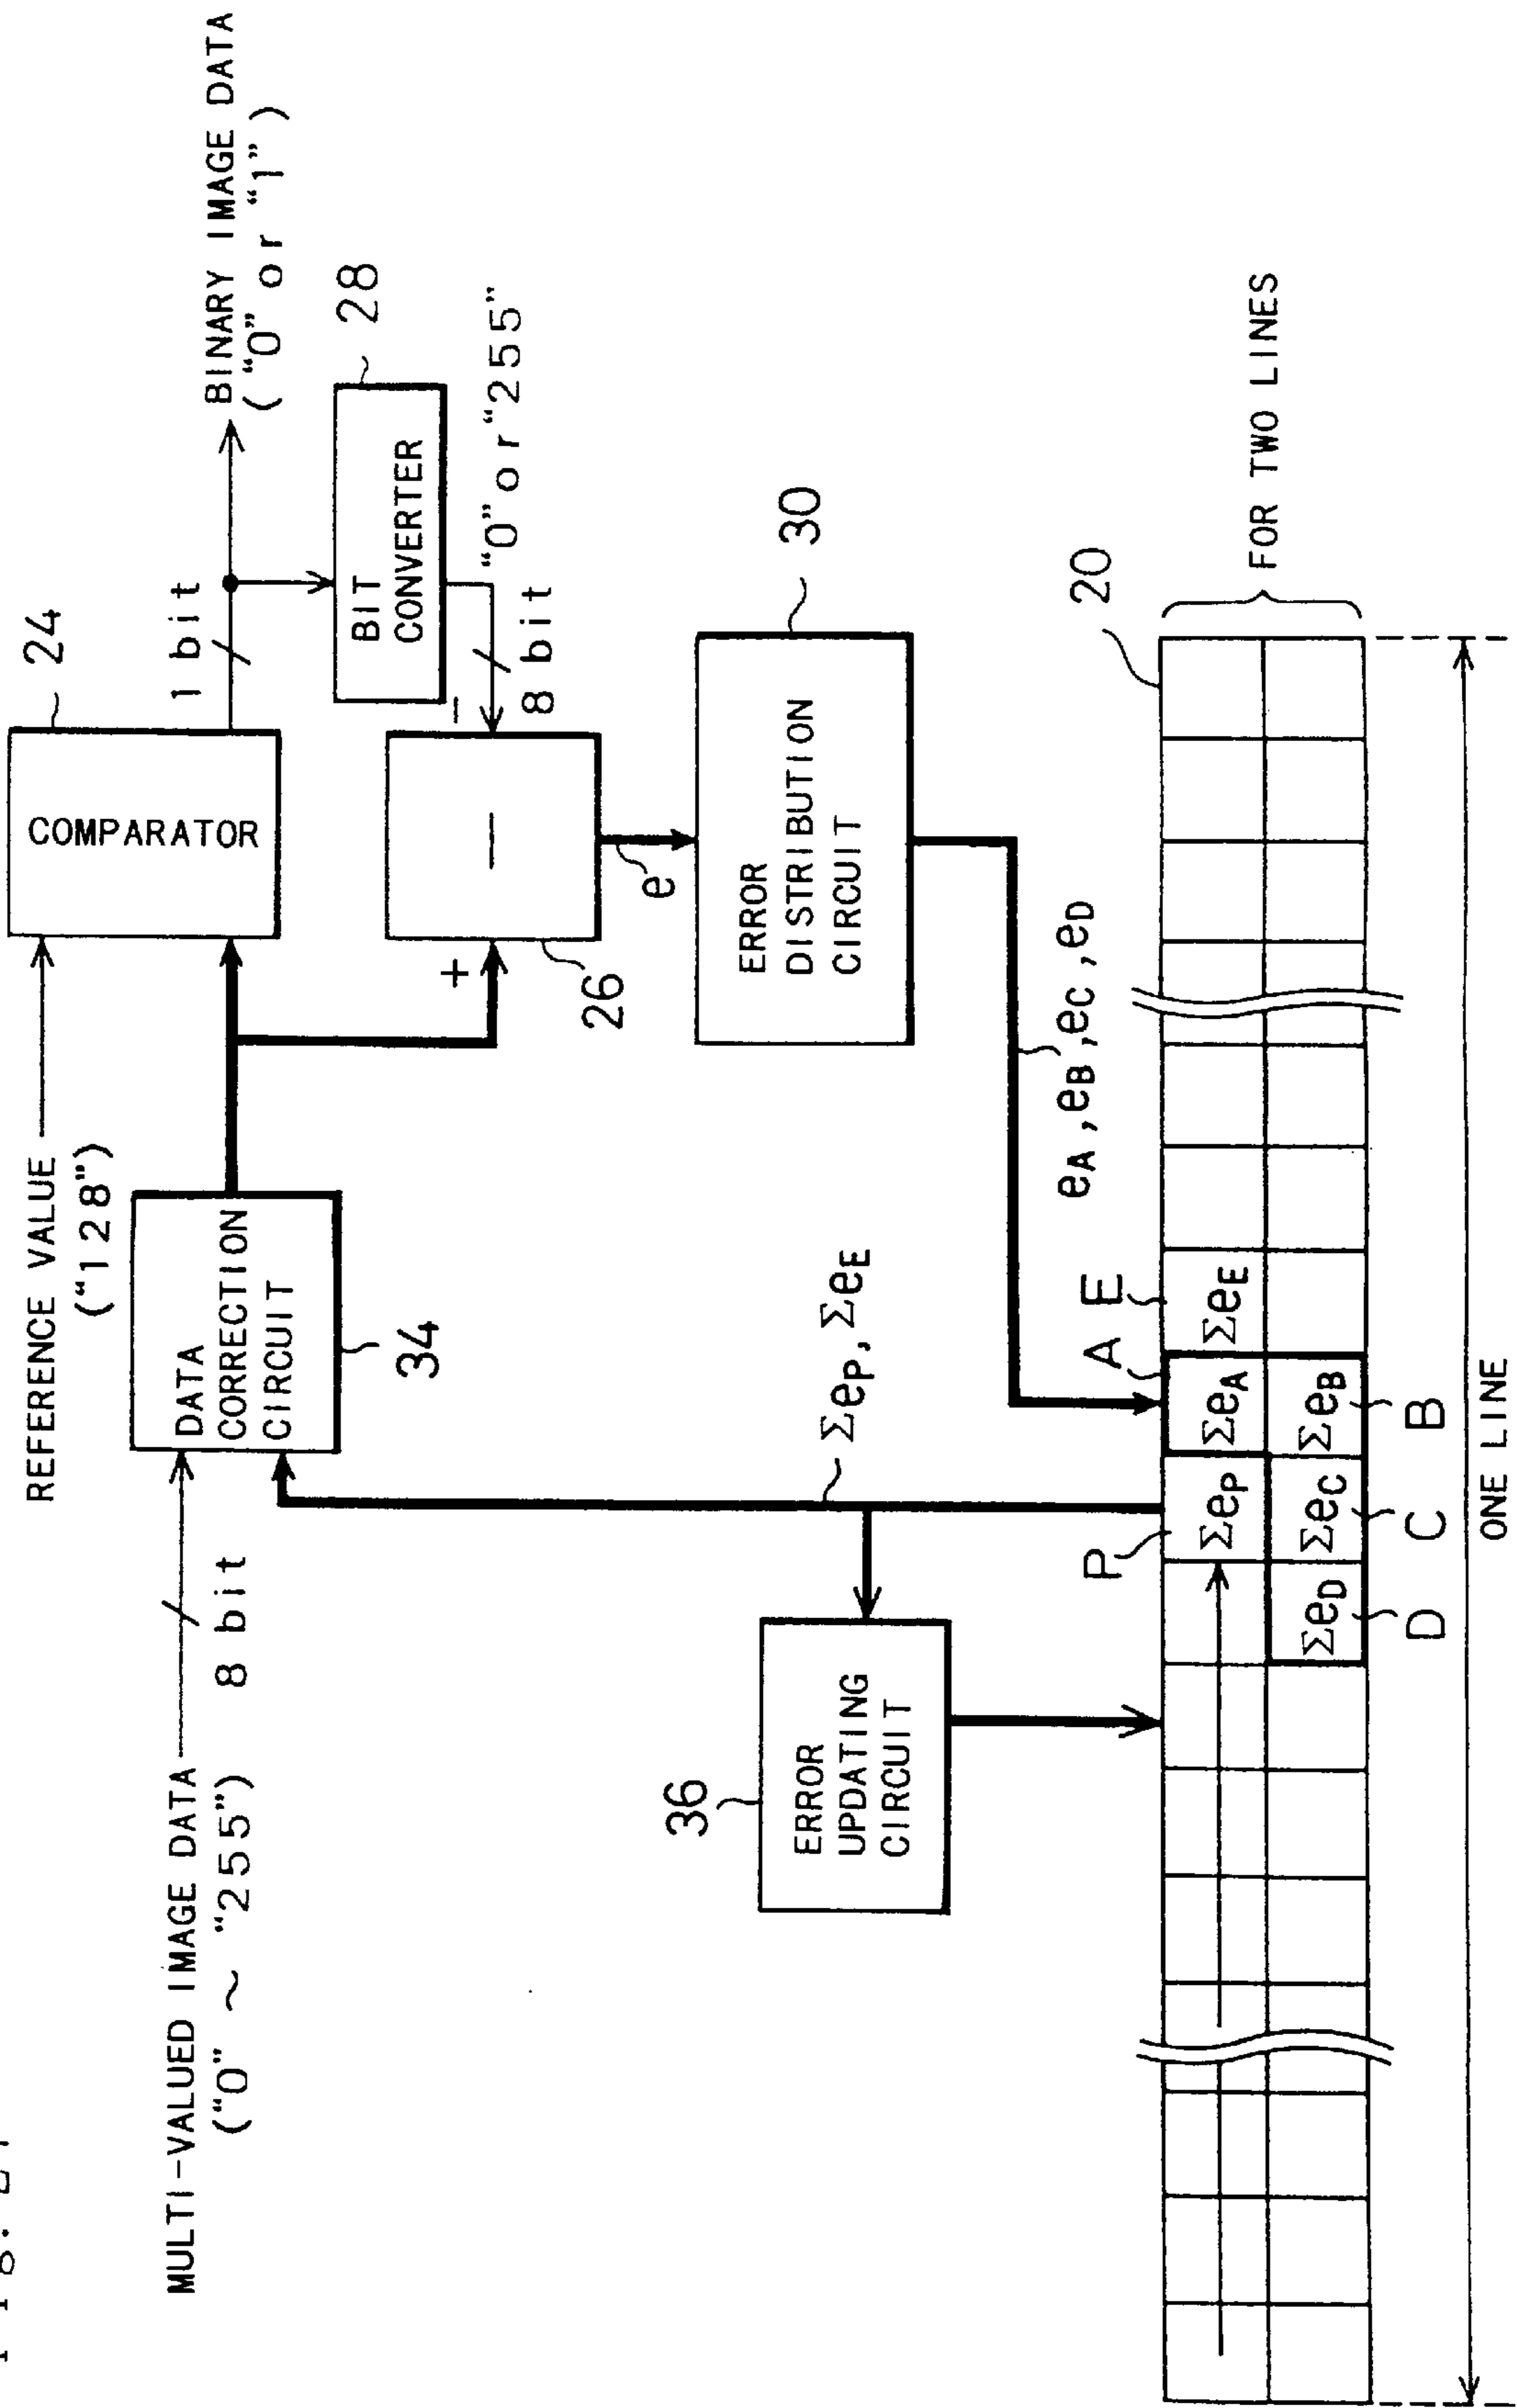 MULTI-VALUED IMAGE DATA
(“0” ~ “255”)
8 bit
REFERENCE VALUE
(“128”)
DATA
CORRECTION
CIRCUIT
34
COMPARATOR
24
1 bit
BINARY IMAGE DATA
(“0” or “1”)
BIT
CONVERTER
28
“0” or “255”
8 bit
+
−
−
26
e
ERROR
DISTRIBUTION
CIRCUIT
30
eA, eB, eC, eD
ΣeP, ΣeE
36
ERROR
UPDATING
CIRCUIT
P
A
E
20
FOR TWO LINES
ΣeP
ΣeA
ΣeE
ΣeD
ΣeC
ΣeB
D
C
B
ONE LINE